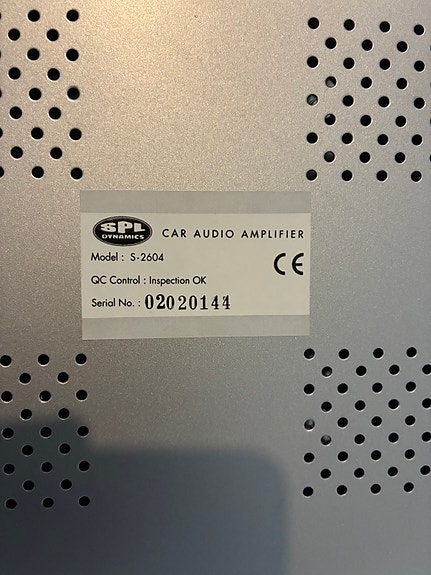 SPL
DYNAMICS
CAR AUDIO AMPLIFIER
Model : S-2604
CE
QC Control : Inspection OK
Serial No. : 02020144